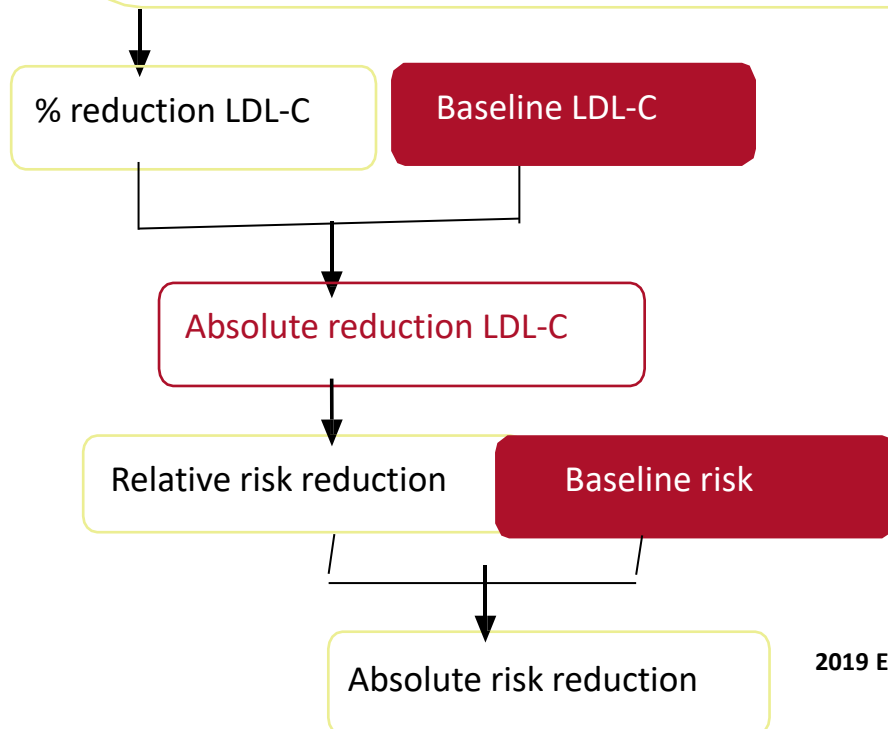 % reduction LDL-C
Baseline LDL-C
Absolute reduction LDL-C
Relative risk reduction
Baseline risk
Absolute risk reduction
2019 E